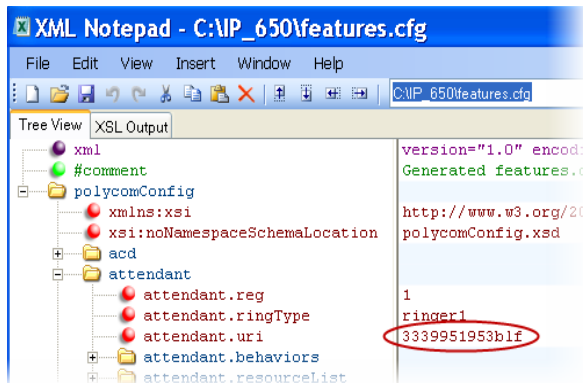 XML Notepad - C:\IP_650\features.cfg
File Edit View Insert Window Help
C:\IP_650\features.cfg
Tree View XSL Output
xml version="1.0"
#comment Generated features.
polycomConfig
xmlns:xsi http://www.w3.org/20
xsi:noNamespaceSchemaLocation polycomConfig.xsd
acd
attendant
attendant.reg 1
attendant.ringType ringer1
attendant.uri 3339951953blf
attendant.behaviors
attendant.resourceList